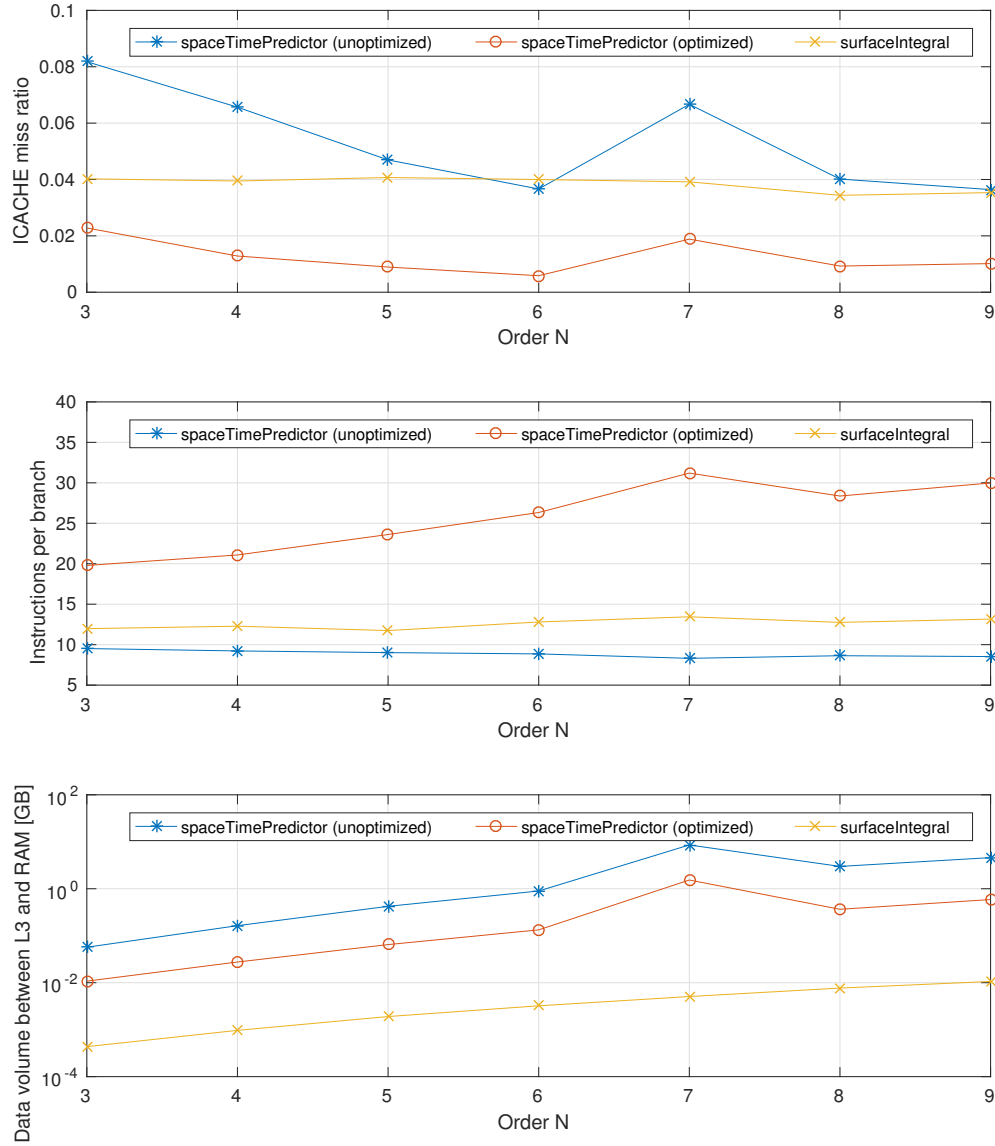 0.1
spaceTimePredictor (unoptimized) spaceTimePredictor (optimized) surfaceIntegral
0.08
0.06
0.04
0.02
0
ICACHE miss ratio
3 4 5 6 7 8 9
Order N
40
spaceTimePredictor (unoptimized) spaceTimePredictor (optimized) surfaceIntegral
35
30
25
20
15
10
5
Instructions per branch
3 4 5 6 7 8 9
Order N
10^2
spaceTimePredictor (unoptimized) spaceTimePredictor (optimized) surfaceIntegral
10^0
10^-2
10^-4
Data volume between L3 and RAM [GB]
3 4 5 6 7 8 9
Order N